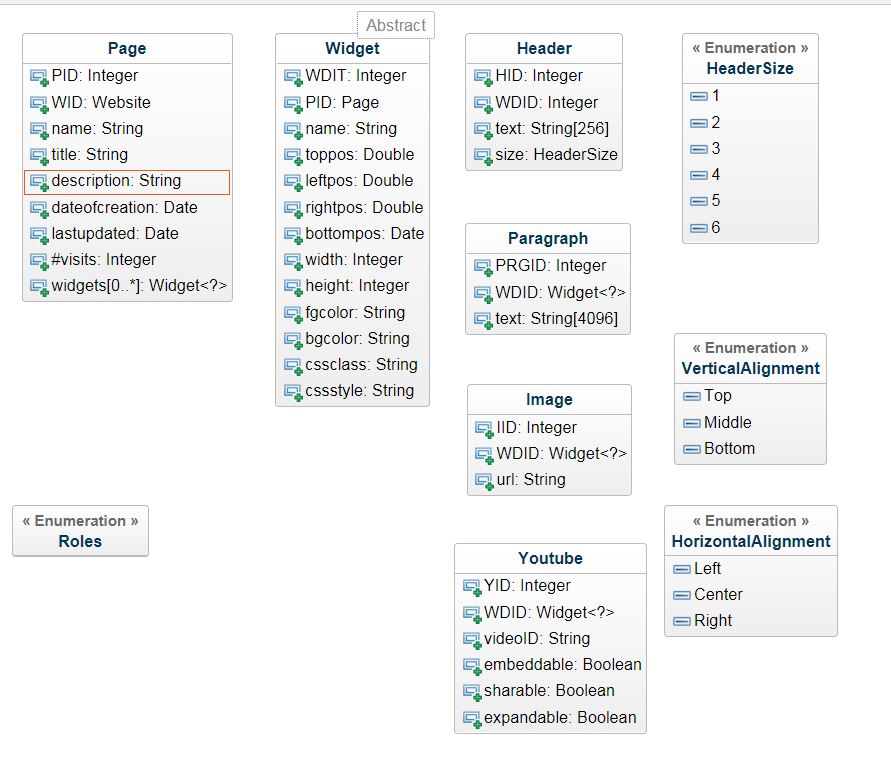 Abstract
Page
PID: Integer
WID: Website
name: String
title: String
description: String
dateofcreation: Date
lastupdated: Date
#visits: Integer
widgets[0..*]: Widget<?>
Widget
WDIT: Integer
PID: Page
name: String
toppos: Double
leftpos: Double
rightpos: Double
bottompos: Date
width: Integer
height: Integer
fgcolor: String
bgcolor: String
cssclass: String
cssstyle: String
Header
HID: Integer
WDID: Integer
text: String[256]
size: HeaderSize
« Enumeration »
HeaderSize
1
2
3
4
5
6
Paragraph
PRGID: Integer
WDID: Widget<?>
text: String[4096]
« Enumeration »
VerticalAlignment
Top
Middle
Bottom
Image
IID: Integer
WDID: Widget<?>
url: String
« Enumeration »
Roles
« Enumeration »
HorizontalAlignment
Left
Center
Right
Youtube
YID: Integer
WDID: Widget<?>
videoID: String
embeddable: Boolean
sharable: Boolean
expandable: Boolean